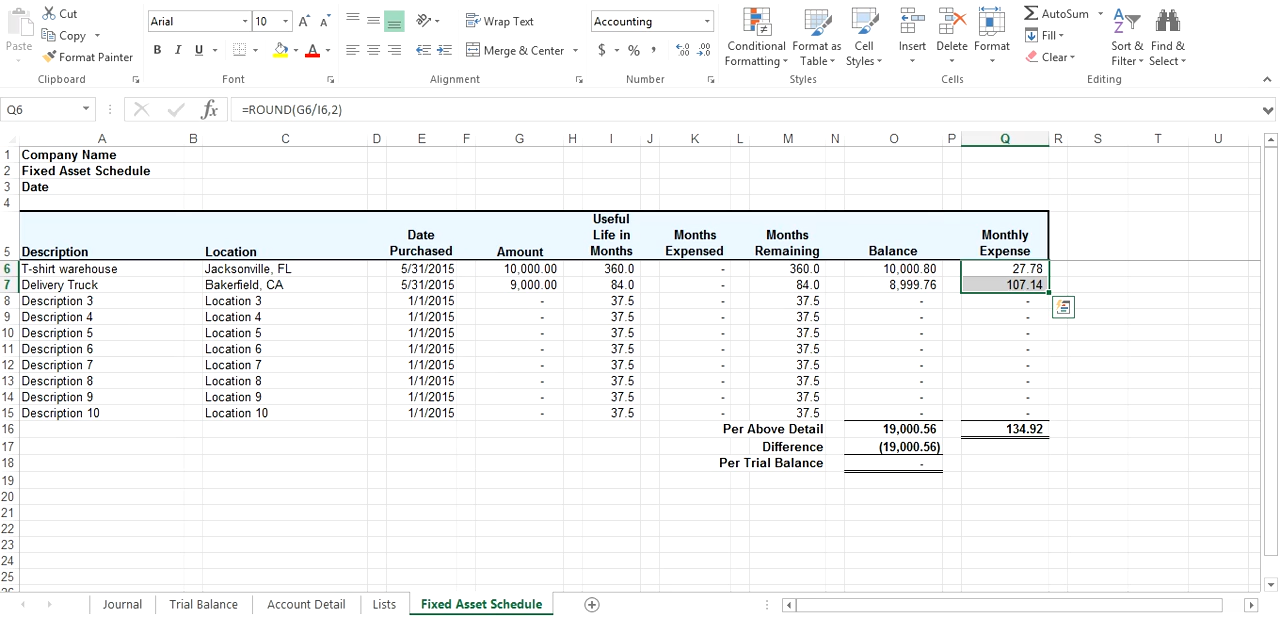 Cut
Copy
Paste
Format Painter
Clipboard
Arial
10
A A
B I U
A
Font
Wrap Text
Merge & Center
Alignment
Accounting
$ % ,
Number
Conditional Formatting
Format as Table
Cell Styles
Styles
Insert
Delete
Format
Cells
AutoSum
Fill
Clear
Sort & Filter
Find & Select
Editing
Q6
fx
=ROUND(G6/I6,2)
A B C D E F G H I J K L M N O P Q R S T U
1 Company Name
2 Fixed Asset Schedule
3 Date
4
5 Description Location Date Purchased Amount Useful Life in Months Months Expensed Months Remaining Balance Monthly Expense
6 T-shirt warehouse Jacksonville, FL 5/31/2015 10,000.00 360.0 - 360.0 10,000.80 27.78
7 Delivery Truck Bakerfield, CA 5/31/2015 9,000.00 84.0 - 84.0 8,999.76 107.14
8 Description 3 Location 3 1/1/2015 - 37.5 - 37.5 - -
9 Description 4 Location 4 1/1/2015 - 37.5 - 37.5 - -
10 Description 5 Location 5 1/1/2015 - 37.5 - 37.5 - -
11 Description 6 Location 6 1/1/2015 - 37.5 - 37.5 - -
12 Description 7 Location 7 1/1/2015 - 37.5 - 37.5 - -
13 Description 8 Location 8 1/1/2015 - 37.5 - 37.5 - -
14 Description 9 Location 9 1/1/2015 - 37.5 - 37.5 - -
15 Description 10 Location 10 1/1/2015 - 37.5 - 37.5 - -
16 Per Above Detail 19,000.56 134.92
17 Difference (19,000.56)
18 Per Trial Balance -
19
20
21
22
23
24
25
26
Journal Trial Balance Account Detail Lists Fixed Asset Schedule